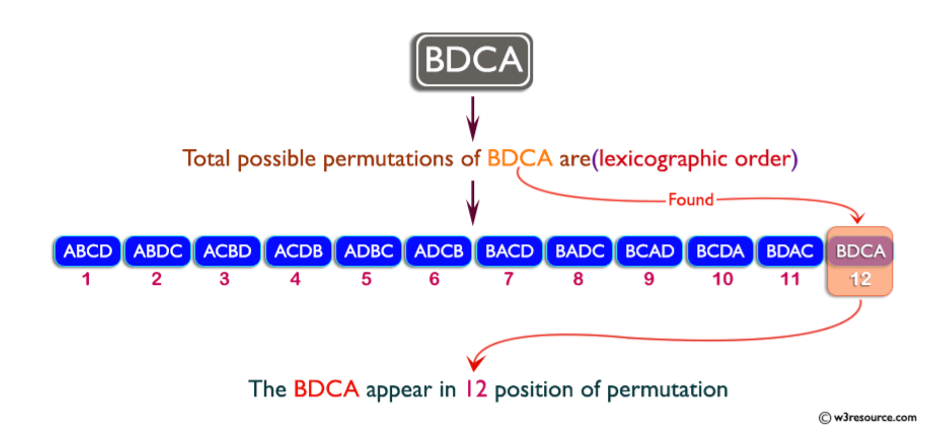 BDCA
Total possible permutations of BDCA are(lexicographic order)
Found
ABCD ABDC ACBD ACDB ADBC ADCB BACD BADC BCAD BCDA BDAC BDCA
1 2 3 4 5 6 7 8 9 10 11 12
The BDCA appear in 12 position of permutation
© w3resource.com